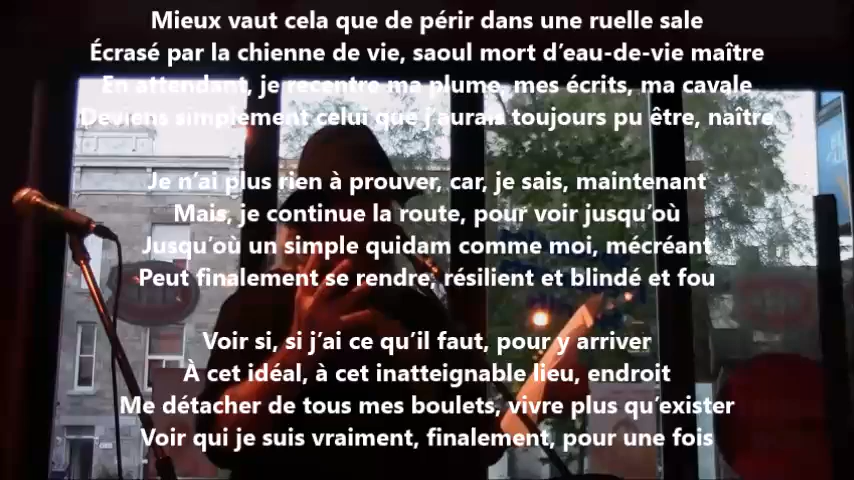 Mieux vaut cela que de périr dans une ruelle sale
Écrasé par la chienne de vie, saoul mort d’eau-de-vie maître
En attendant, je recentre ma plume, mes écrits, ma cavale
Deviens simplement celui que j’aurais toujours pu être, naître
Je n’ai plus rien à prouver, car, je sais, maintenant
Mais, je continue la route, pour voir jusqu’où
Jusqu’où un simple quidam comme moi, mécréant
Peut finalement se rendre, résilient et blindé et fou
Voir si, si j’ai ce qu’il faut, pour y arriver
À cet idéal, à cet inatteignable lieu, endroit
Me détacher de tous mes boulets, vivre plus qu’exister
Voir qui je suis vraiment, finalement, pour une fois